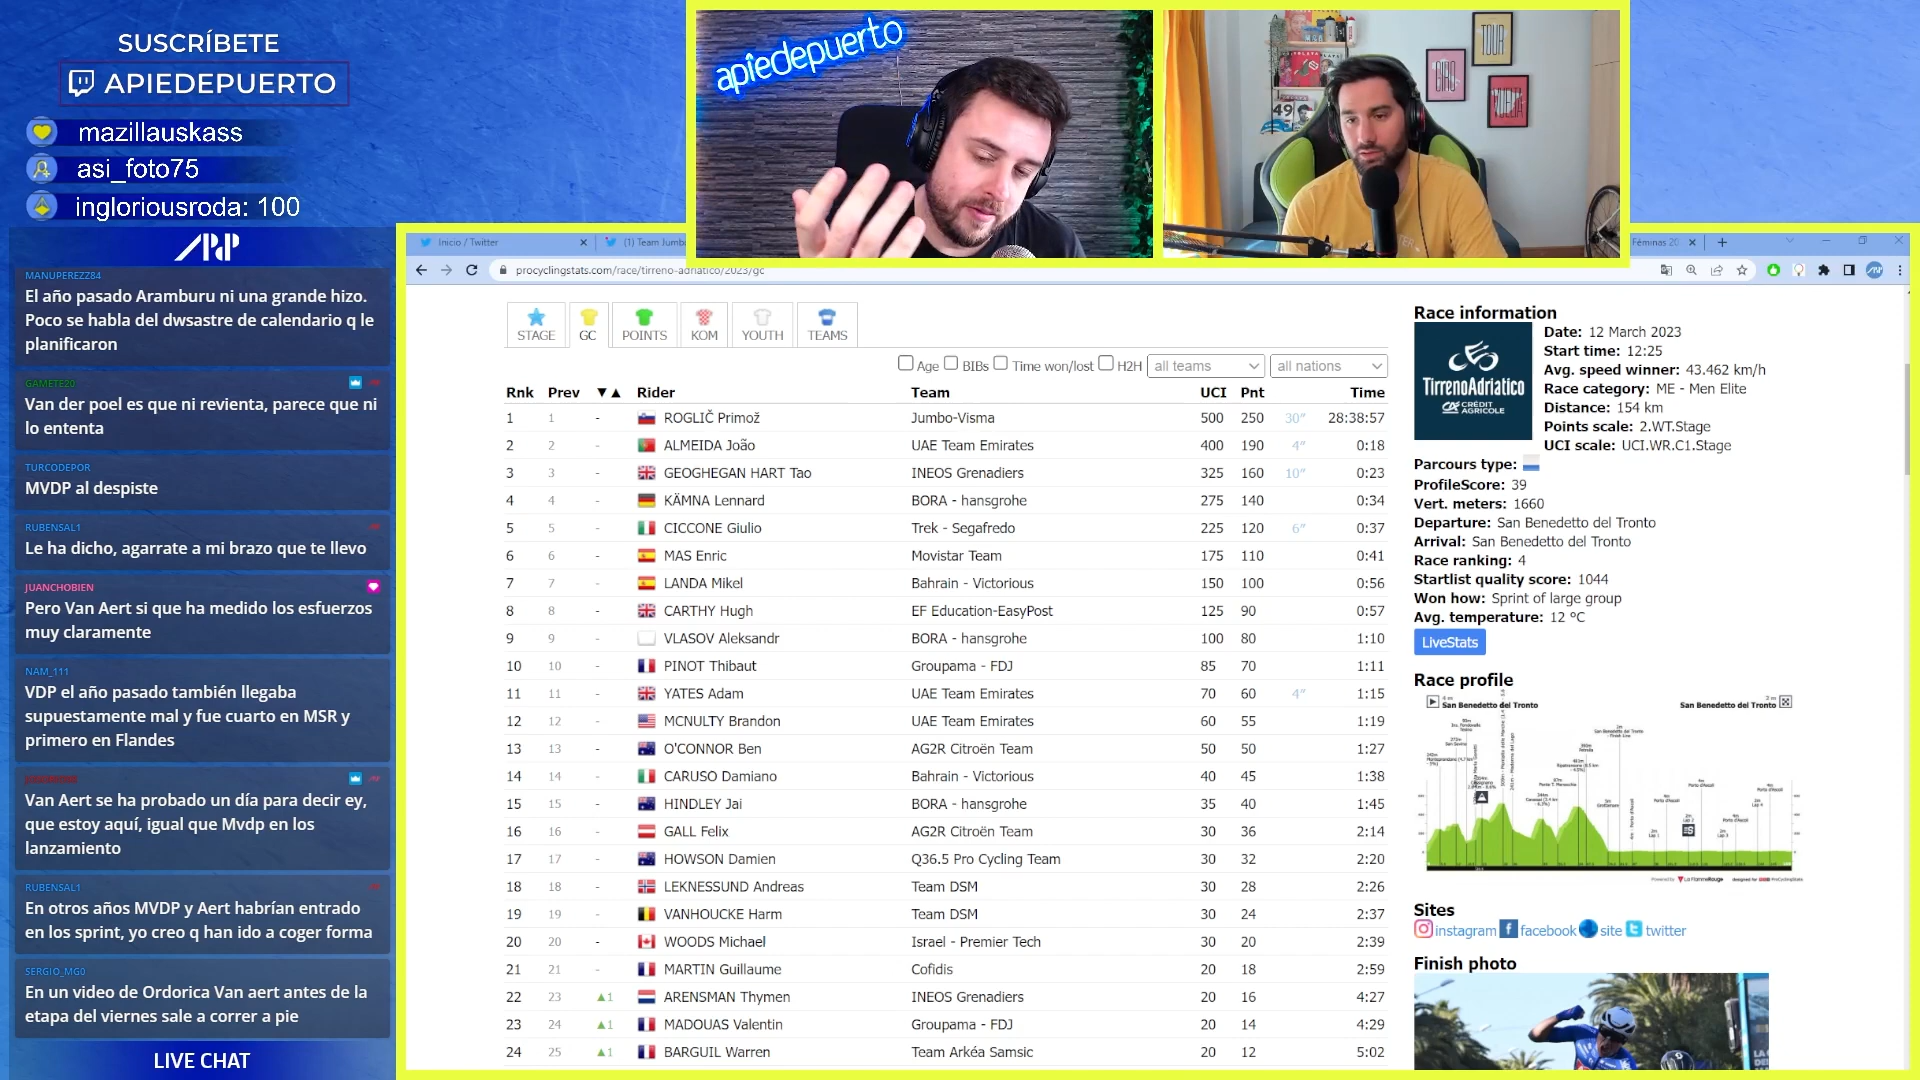 SUSCRÍBETE
APIEDEPUERTO
mazillauskass
asi_foto75
ingloriousroda: 100
MANUPEREZZ84
El año pasado Aramburu ni una grande hizo.
Poco se habla del dwsastre de calendario q le
planificaron
GAMETE20
Van der poel es que ni revienta, parece que ni
lo ententa
TURCODEPOR
MVDP al despiste
RUBENSAL1
Le ha dicho, agarrate a mi brazo que te llevo
JUANCHOBIEN
Pero Van Aert si que ha medido los esfuerzos
muy claramente
NAM_111
VDP el año pasado también llegaba
supuestamente mal y fue cuarto en MSR y
primero en Flandes
Van Aert se ha probado un día para decir ey,
que estoy aquí, igual que Mvdp en los
lanzamiento
RUBENSAL1
En otros años MVDP y Aert habrían entrado
en los sprint, yo creo q han ido a coger forma
SERGIO_MG0
En un video de Ordorica Van aert antes de la
etapa del viernes sale a correr a pie
LIVE CHAT
apiedepuerto
TOUR
GIRO
VUELTA
49
Inicio / Twitter
(1) Team Jumb
Féminas 20
procyclingstats.com/race/tirreno-adriatico/2023/gc
STAGE GC POINTS KOM YOUTH TEAMS
Age BIBs Time won/lost H2H all teams all nations
Rnk Prev ▼▲ Rider Team UCI Pnt Time
1 1 - ROGLIČ Primož Jumbo-Visma 500 250 30″ 28:38:57
2 2 - ALMEIDA João UAE Team Emirates 400 190 4″ 0:18
3 3 - GEOGHEGAN HART Tao INEOS Grenadiers 325 160 10″ 0:23
4 4 - KÄMNA Lennard BORA - hansgrohe 275 140 0:34
5 5 - CICCONE Giulio Trek - Segafredo 225 120 6″ 0:37
6 6 - MAS Enric Movistar Team 175 110 0:41
7 7 - LANDA Mikel Bahrain - Victorious 150 100 0:56
8 8 - CARTHY Hugh EF Education-EasyPost 125 90 0:57
9 9 - VLASOV Aleksandr BORA - hansgrohe 100 80 1:10
10 10 - PINOT Thibaut Groupama - FDJ 85 70 1:11
11 11 - YATES Adam UAE Team Emirates 70 60 4″ 1:15
12 12 - MCNULTY Brandon UAE Team Emirates 60 55 1:19
13 13 - O'CONNOR Ben AG2R Citroën Team 50 50 1:27
14 14 - CARUSO Damiano Bahrain - Victorious 40 45 1:38
15 15 - HINDLEY Jai BORA - hansgrohe 35 40 1:45
16 16 - GALL Felix AG2R Citroën Team 30 36 2:14
17 17 - HOWSON Damien Q36.5 Pro Cycling Team 30 32 2:20
18 18 - LEKNESSUND Andreas Team DSM 30 28 2:26
19 19 - VANHOUCKE Harm Team DSM 30 24 2:37
20 20 - WOODS Michael Israel - Premier Tech 30 20 2:39
21 21 - MARTIN Guillaume Cofidis 20 18 2:59
22 23 ▲1 ARENSMAN Thymen INEOS Grenadiers 20 16 4:27
23 24 ▲1 MADOUAS Valentin Groupama - FDJ 20 14 4:29
24 25 ▲1 BARGUIL Warren Team Arkéa Samsic 20 12 5:02
Race information
TirrenoAdriatico
CRÉDIT
AGRICOLE
Date: 12 March 2023
Start time: 12:25
Avg. speed winner: 43.462 km/h
Race category: ME - Men Elite
Distance: 154 km
Points scale: 2.WT.Stage
UCI scale: UCI.WR.C1.Stage
Parcours type:
ProfileScore: 39
Vert. meters: 1660
Departure: San Benedetto del Tronto
Arrival: San Benedetto del Tronto
Race ranking: 4
Startlist quality score: 1044
Won how: Sprint of large group
Avg. temperature: 12 °C
LiveStats
Race profile
San Benedetto del Tronto San Benedetto del Tronto
Sites
instagram facebook site twitter
Finish photo